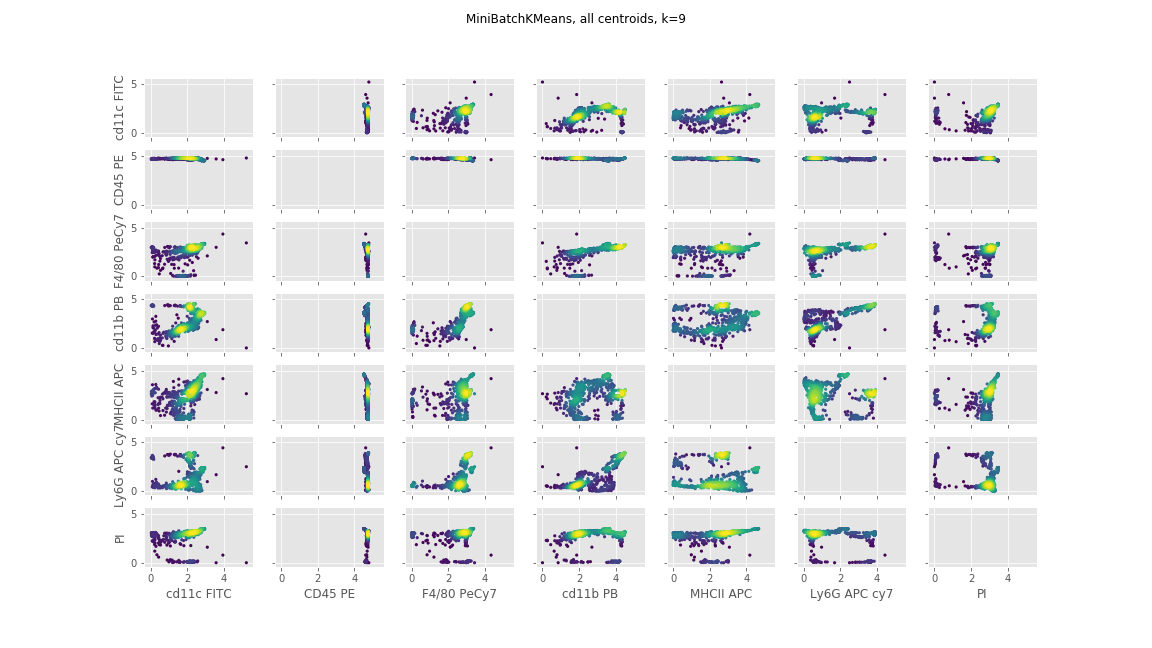 MiniBatchKMeans, all centroids, k=9
cd11c FITC
5
0
CD45 PE
5
0
F4/80 PeCy7
5
0
cd11b PB
5
0
MHCII APC
5
0
Ly6G APC cy7
5
0
PI
5
0
0 2 4 0 2 4 0 2 4 0 2 4 0 2 4 0 2 4 0 2 4
cd11c FITC CD45 PE F4/80 PeCy7 cd11b PB MHCII APC Ly6G APC cy7 PI